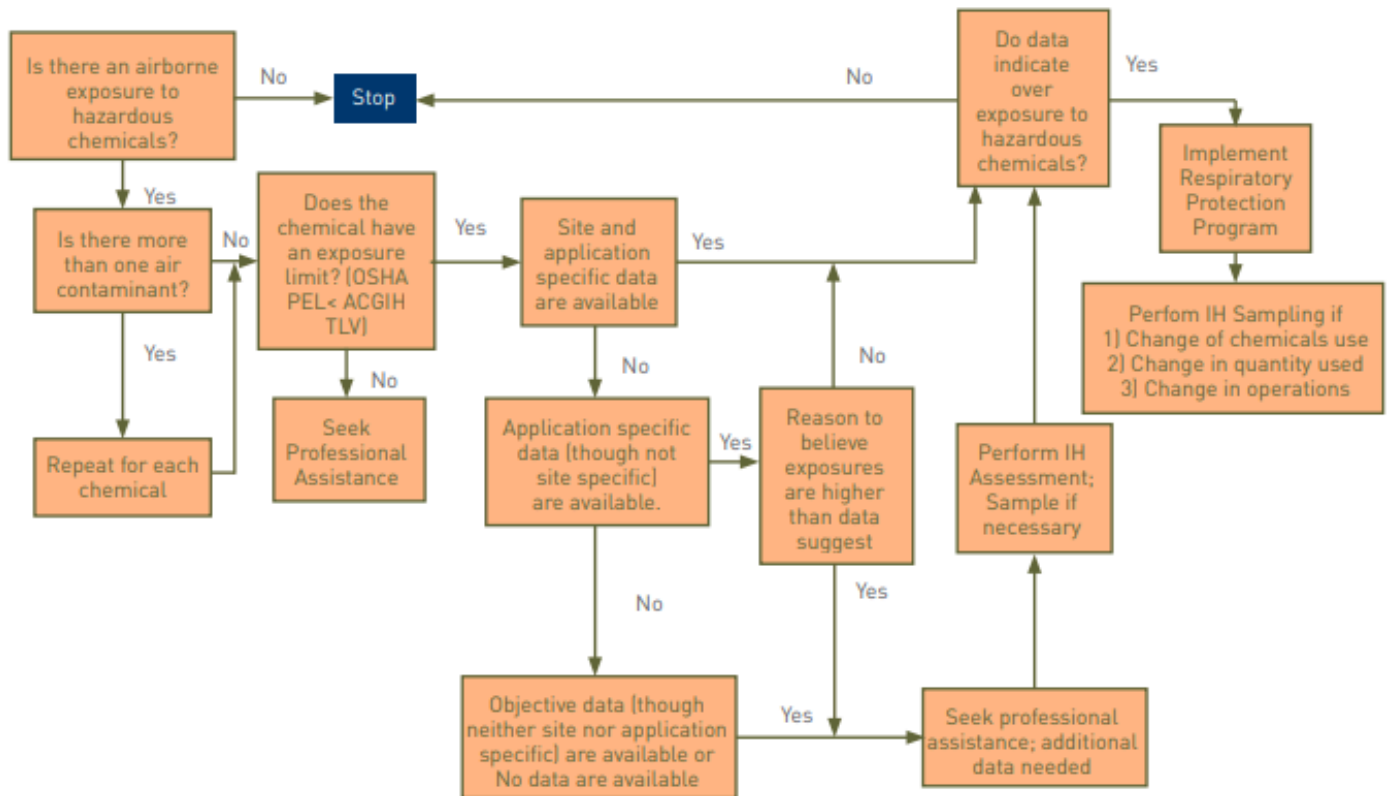 Is there an airborne
exposure to
hazardous
chemicals?
No
Stop
No
Do data
indicate
over
exposure to
hazardous
chemicals?
Yes
Implement
Respiratory
Protection
Program
Yes
Is there more
than one air
contaminant?
No
Does the
chemical have
an exposure
limit? (OSHA
PEL< ACGIH
TLV)
Yes
Site and
application
specific data
are available
Yes
Perfom IH Sampling if
1) Change of chemicals use
2) Change in quantity used
3) Change in operations
Yes
No
No
No
Repeat for each
chemical
Seek
Professional
Assistance
Application specific
data (though not
site specific)
are available.
Yes
Reason to
believe
exposures
are higher
than data
suggest
Perform IH
Assessment;
Sample if
necessary
No
Yes
Objective data (though
neither site nor application
specific) are available or
No data are available
Yes
Seek professional
assistance; additional
data needed